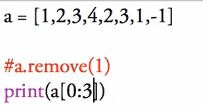 a = [1,2,3,4,2,3,1,-1]
#a.remove(1)
print(a[0:3])